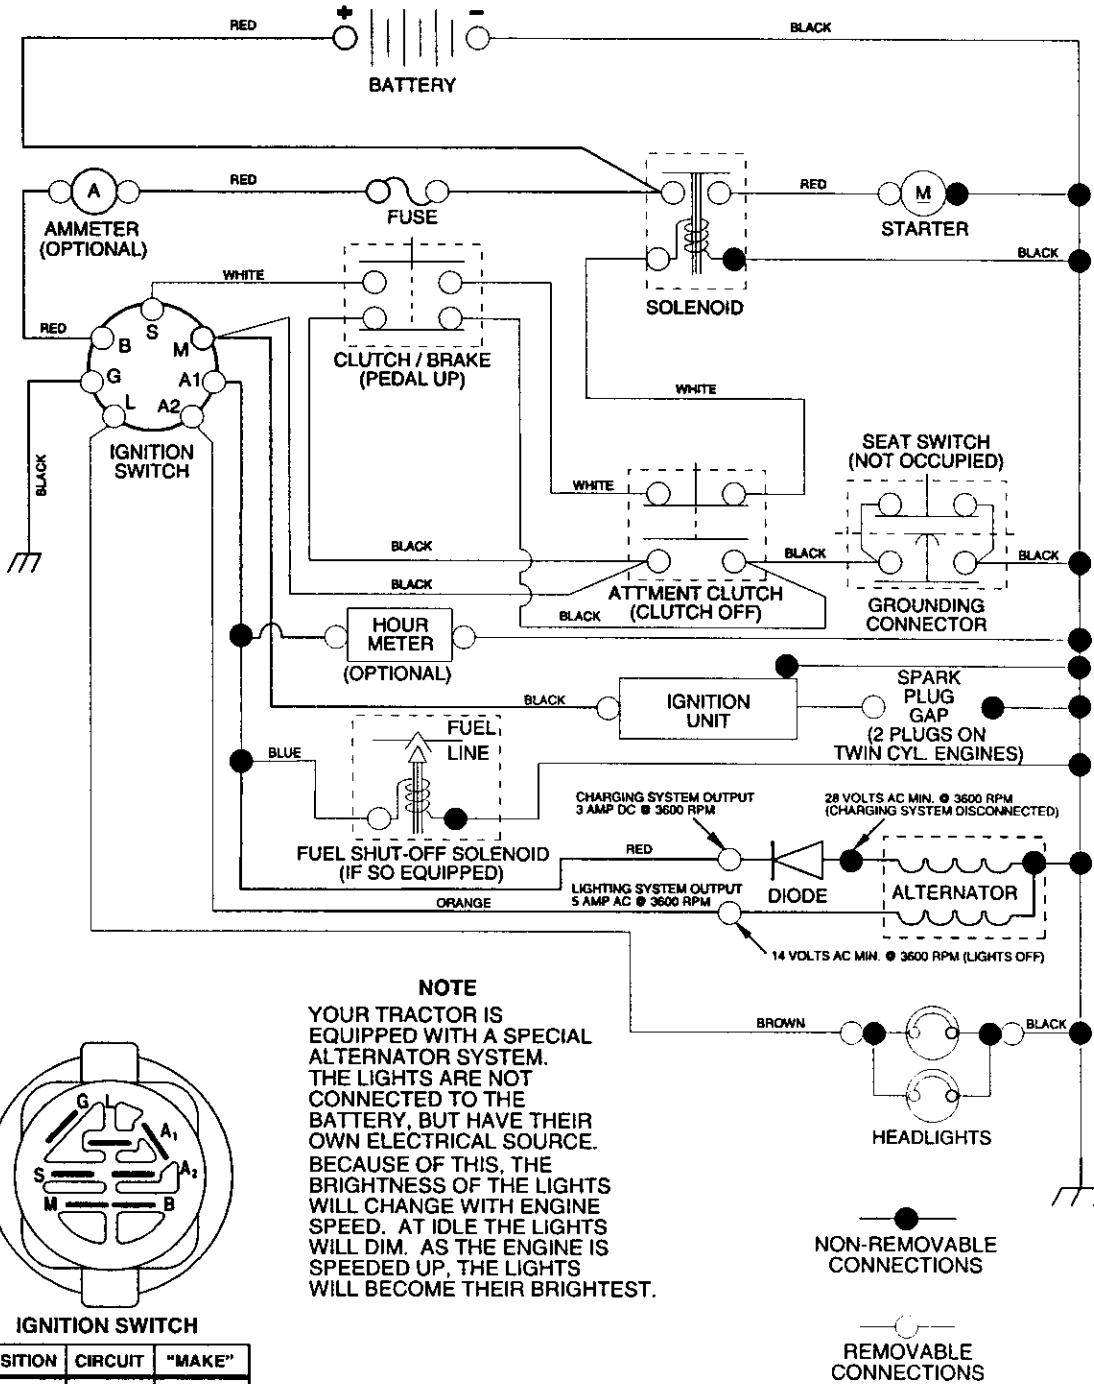 RED
+
-
BLACK
BATTERY
A
RED
FUSE
RED
M
AMMETER
(OPTIONAL)
STARTER
WHITE
BLACK
SOLENOID
RED
S
B
M
CLUTCH / BRAKE
(PEDAL UP)
G
A1
L
A2
WHITE
IGNITION
SWITCH
BLACK
SEAT SWITCH
(NOT OCCUPIED)
WHITE
BLACK
BLACK
BLACK
BLACK
ATT'MENT CLUTCH
(CLUTCH OFF)
BLACK
GROUNDING
CONNECTOR
HOUR
METER
(OPTIONAL)
BLACK
IGNITION
UNIT
SPARK
PLUG
GAP
(2 PLUGS ON
TWIN CYL. ENGINES)
FUEL
LINE
BLUE
CHARGING SYSTEM OUTPUT
3 AMP DC @ 3600 RPM
28 VOLTS AC MIN. @ 3600 RPM
(CHARGING SYSTEM DISCONNECTED)
FUEL SHUT-OFF SOLENOID
(IF SO EQUIPPED)
RED
DIODE
ALTERNATOR
LIGHTING SYSTEM OUTPUT
5 AMP AC @ 3600 RPM
ORANGE
14 VOLTS AC MIN. @ 3600 RPM (LIGHTS OFF)
NOTE
YOUR TRACTOR IS
EQUIPPED WITH A SPECIAL
ALTERNATOR SYSTEM.
THE LIGHTS ARE NOT
CONNECTED TO THE
BATTERY, BUT HAVE THEIR
OWN ELECTRICAL SOURCE.
BECAUSE OF THIS, THE
BRIGHTNESS OF THE LIGHTS
WILL CHANGE WITH ENGINE
SPEED. AT IDLE THE LIGHTS
WILL DIM. AS THE ENGINE IS
SPEEDED UP, THE LIGHTS
WILL BECOME THEIR BRIGHTEST.
BROWN
BLACK
HEADLIGHTS
G L
A1
S
A2
M
B
IGNITION SWITCH
SITION CIRCUIT "MAKE"
NON-REMOVABLE
CONNECTIONS
REMOVABLE
CONNECTIONS